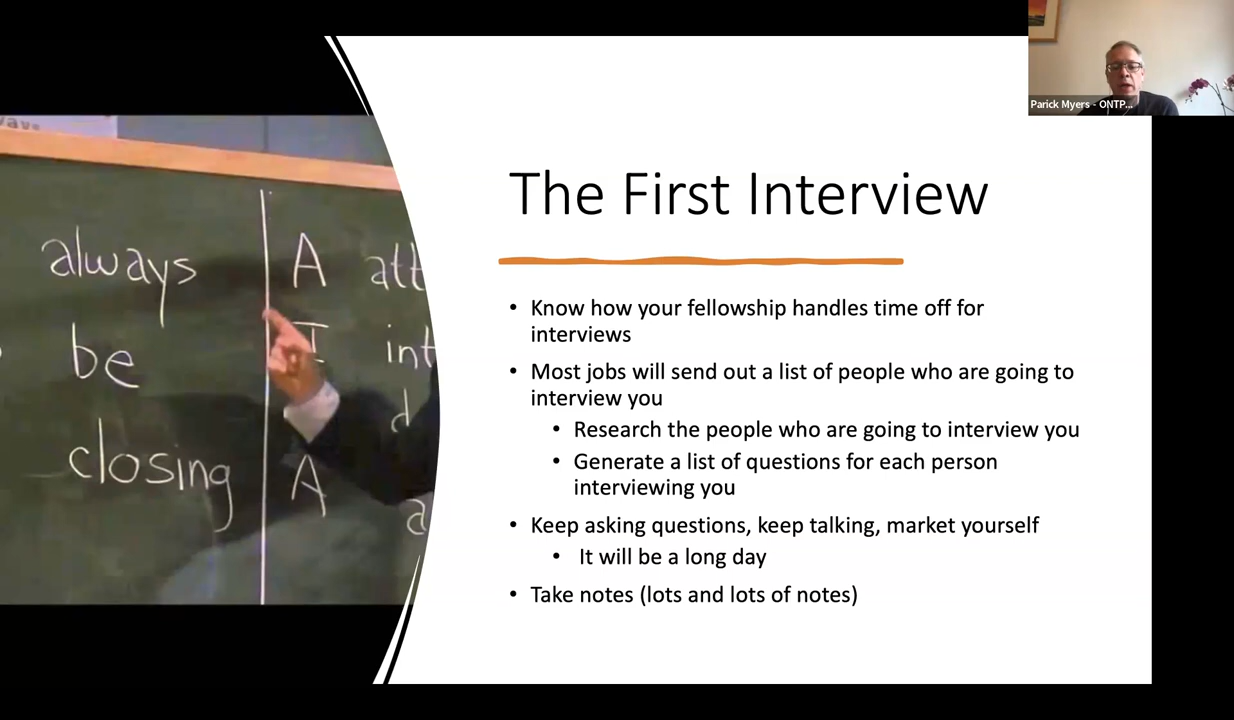 Parick Myers - ONTP...
The First Interview
• Know how your fellowship handles time off for
interviews
• Most jobs will send out a list of people who are going to
interview you
• Research the people who are going to interview you
• Generate a list of questions for each person
interviewing you
• Keep asking questions, keep talking, market yourself
• It will be a long day
• Take notes (lots and lots of notes)
always
be
closing
A att
I int
d
A
a